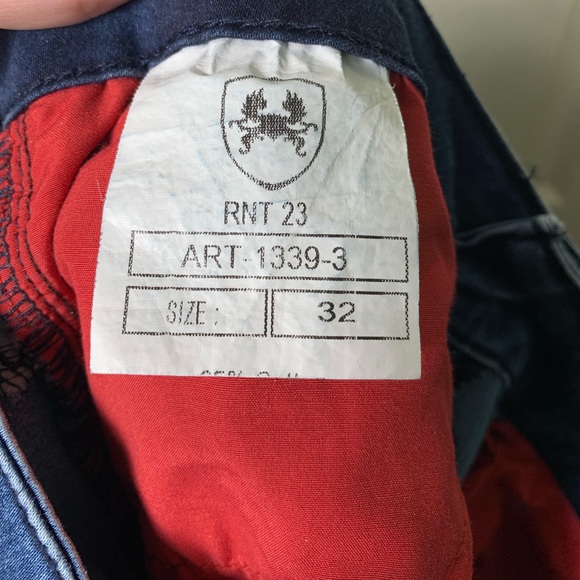 RNT 23
ART-1339-3
SIZE :
32